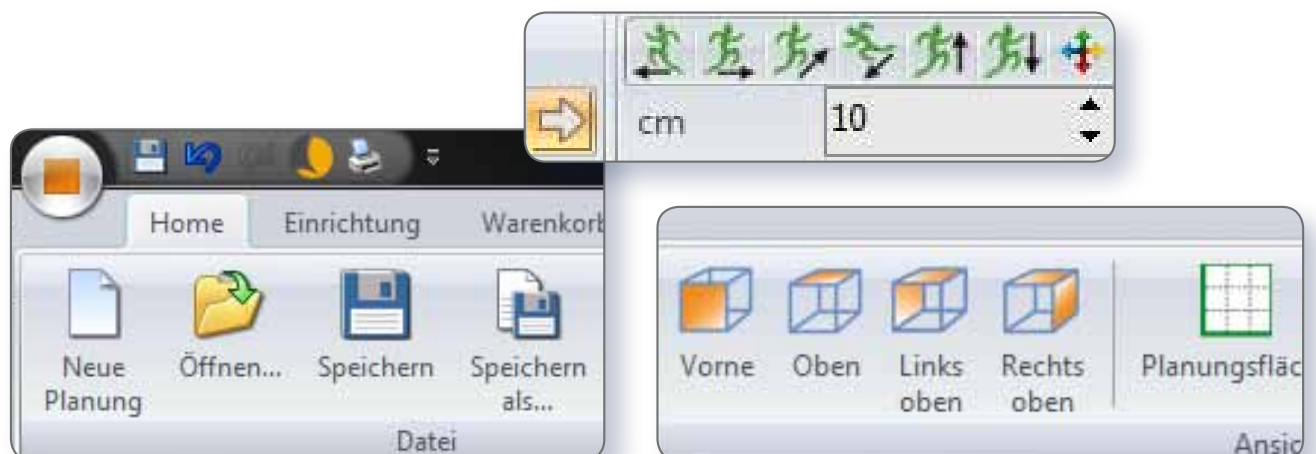 cm 10
Home Einrichtung Warenkorb
Neue Planung
Öffnen...
Speichern
Speichern als...
Datei
Vorne
Oben
Links oben
Rechts oben
Planungsfläc
Ansic